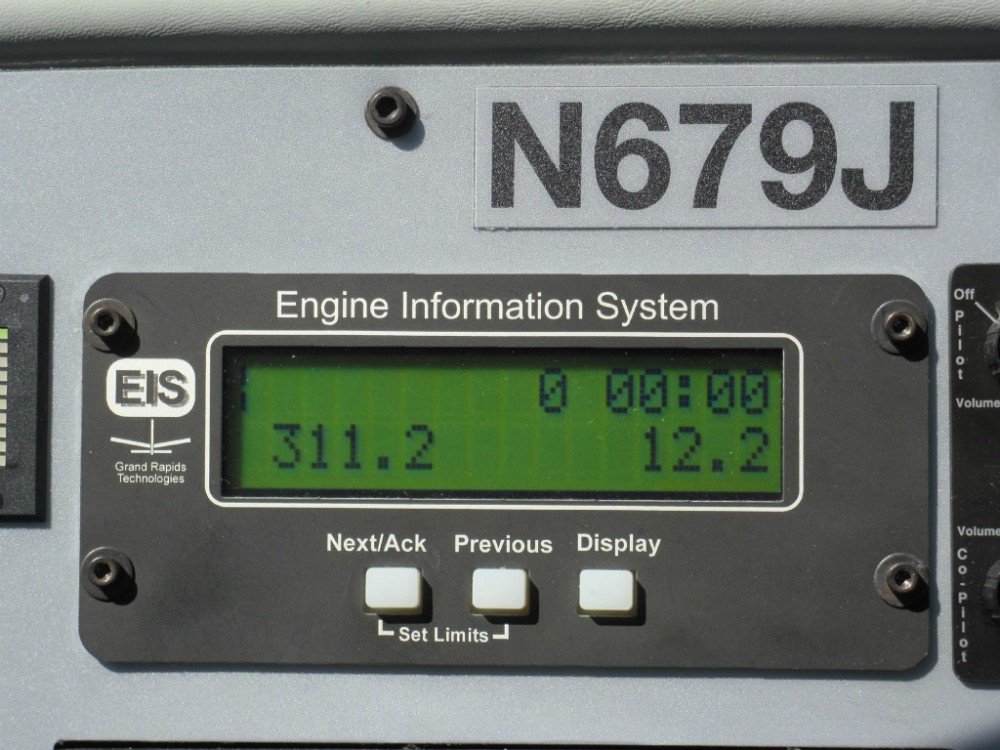 N679J
Engine Information System
EIS
Grand Rapids
Technologies
0 00:00
311.2 12.2
Next/Ack Previous Display
Set Limits
Off
Pilot
Volume
Volume
Co-Pilot